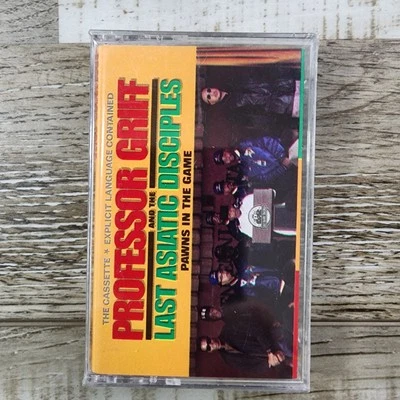 THE CASSETTE * EXPLICIT LANGUAGE CONTAINED
PROFESSOR GRIFF
AND THE
LAST ASIATIC DISCIPLES
PAWNS IN THE GAME